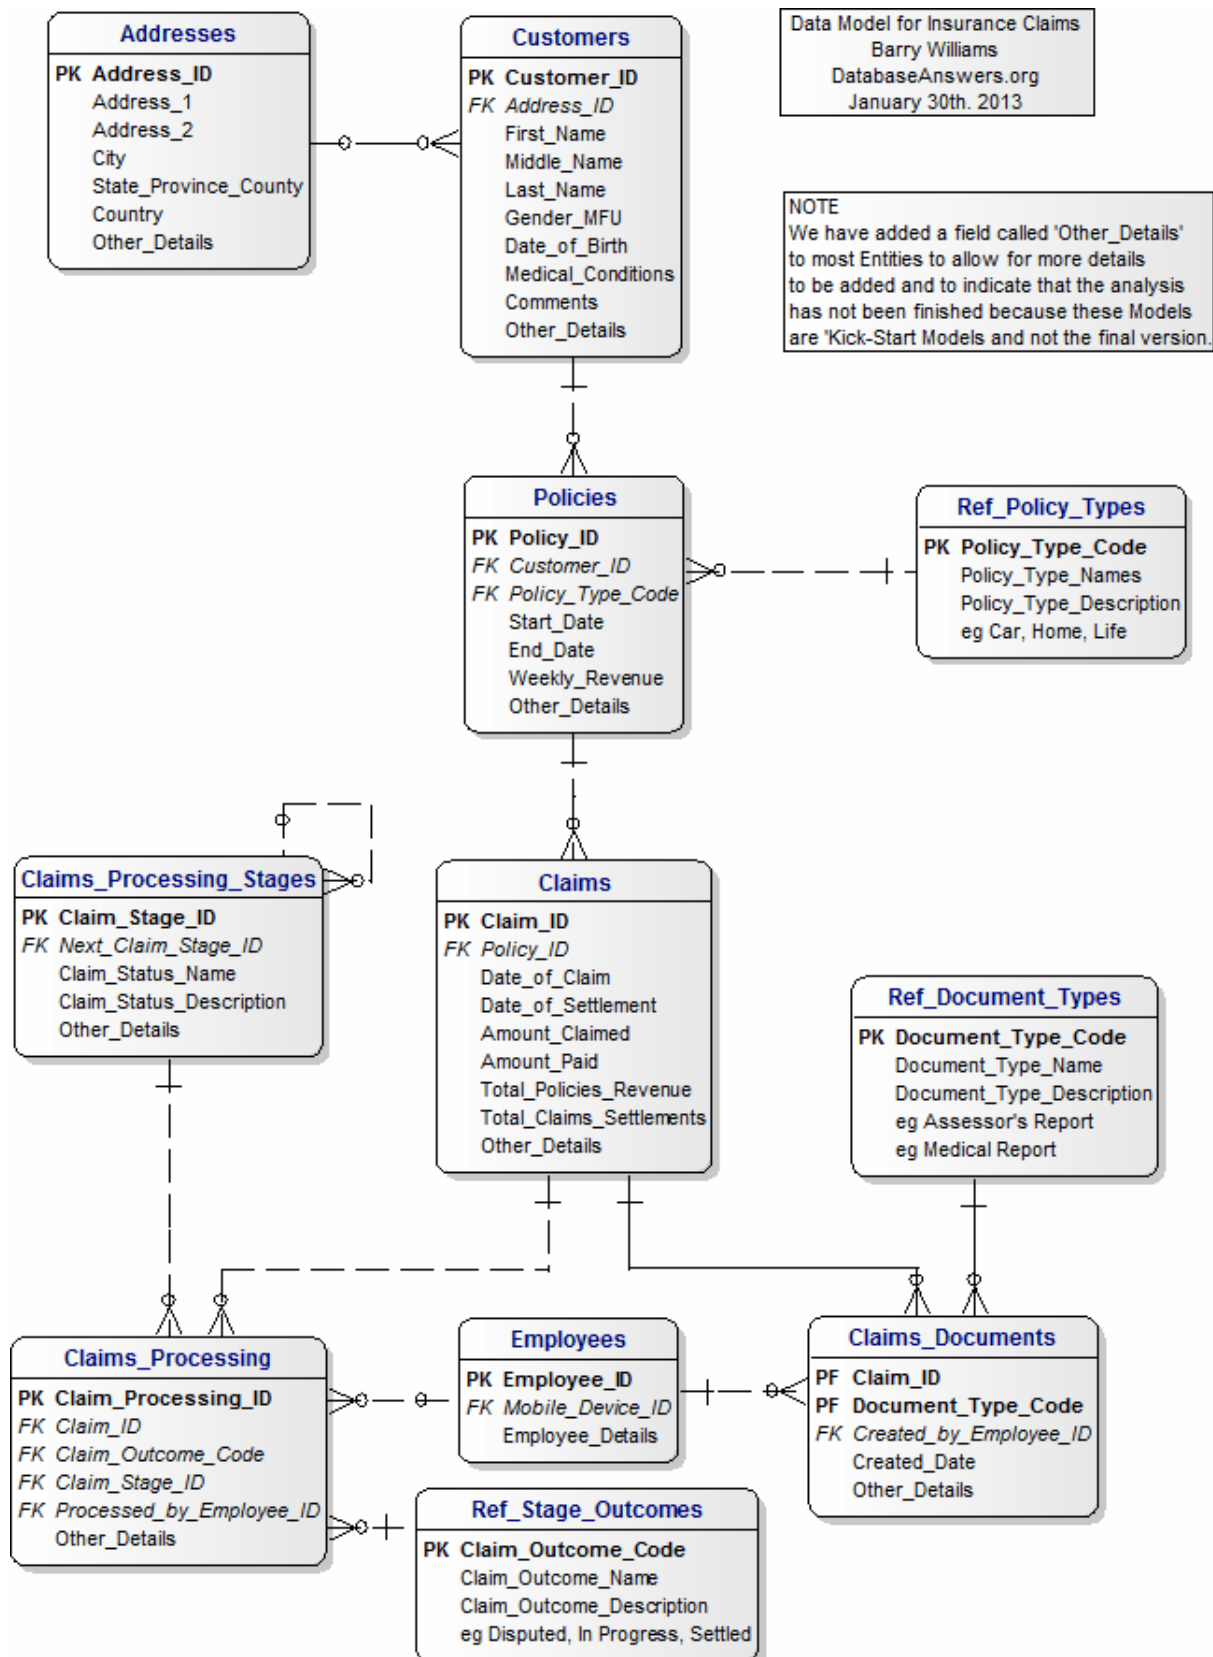 Addresses
PK Address_ID
Address_1
Address_2
City
State_Province_County
Country
Other_Details
Customers
PK Customer_ID
FK Address_ID
First_Name
Middle_Name
Last_Name
Gender_MFU
Date_of_Birth
Medical_Conditions
Comments
Other_Details
Data Model for Insurance Claims
Barry Williams
DatabaseAnswers.org
January 30th. 2013
NOTE
We have added a field called 'Other_Details'
to most Entities to allow for more details
to be added and to indicate that the analysis
has not been finished because these Models
are 'Kick-Start Models and not the final version.
Policies
PK Policy_ID
FK Customer_ID
FK Policy_Type_Code
Start_Date
End_Date
Weekly_Revenue
Other_Details
Ref_Policy_Types
PK Policy_Type_Code
Policy_Type_Names
Policy_Type_Description
eg Car, Home, Life
Claims_Processing_Stages
PK Claim_Stage_ID
FK Next_Claim_Stage_ID
Claim_Status_Name
Claim_Status_Description
Other_Details
Claims
PK Claim_ID
FK Policy_ID
Date_of_Claim
Date_of_Settlement
Amount_Claimed
Amount_Paid
Total_Policies_Revenue
Total_Claims_Settlements
Other_Details
Ref_Document_Types
PK Document_Type_Code
Document_Type_Name
Document_Type_Description
eg Assessor's Report
eg Medical Report
Claims_Processing
PK Claim_Processing_ID
FK Claim_ID
FK Claim_Outcome_Code
FK Claim_Stage_ID
FK Processed_by_Employee_ID
Other_Details
Employees
PK Employee_ID
FK Mobile_Device_ID
Employee_Details
Claims_Documents
PF Claim_ID
PF Document_Type_Code
FK Created_by_Employee_ID
Created_Date
Other_Details
Ref_Stage_Outcomes
PK Claim_Outcome_Code
Claim_Outcome_Name
Claim_Outcome_Description
eg Disputed, In Progress, Settled